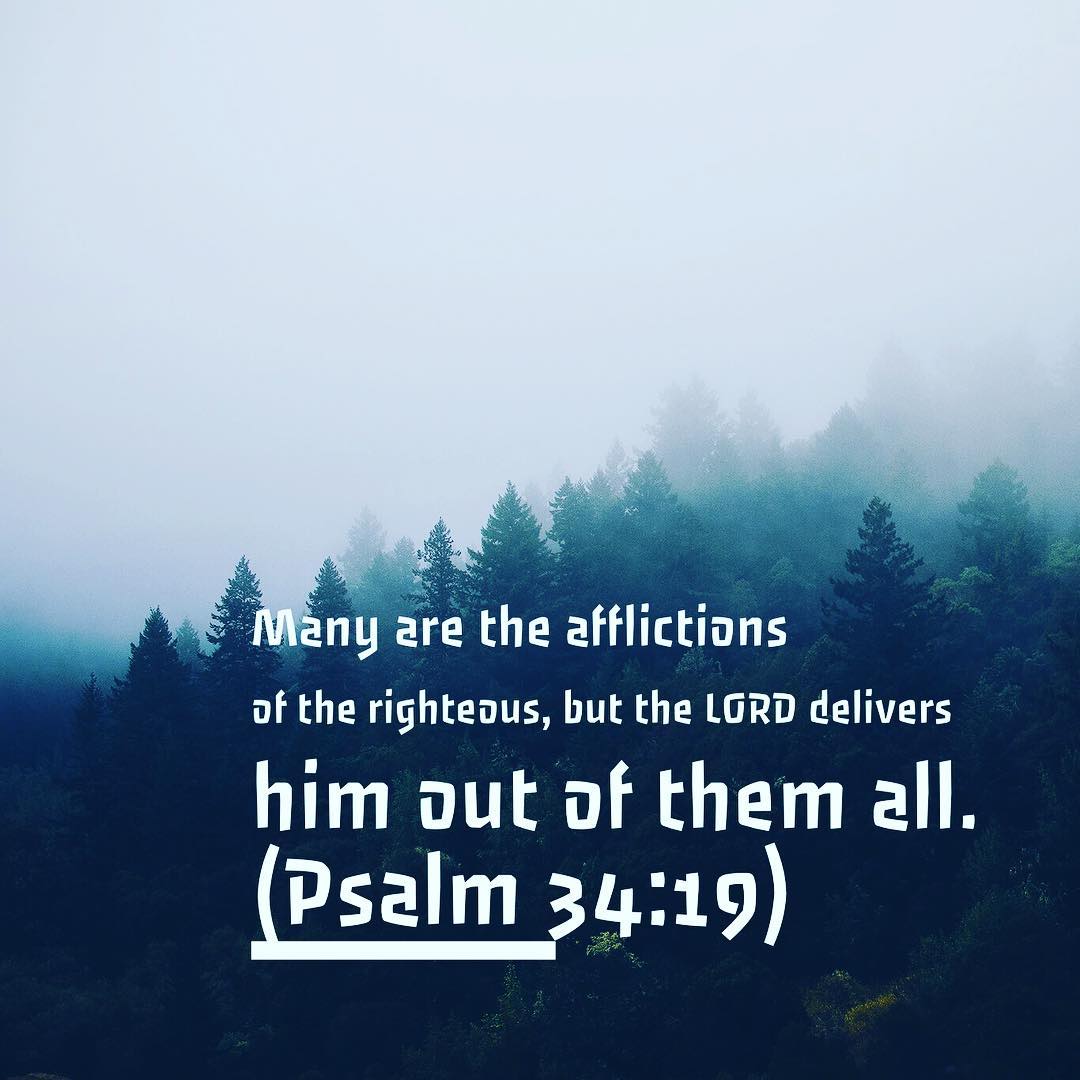 Many are the afflictions
of the righteous, but the LORD delivers
him out of them all.
(Psalm 34:19)